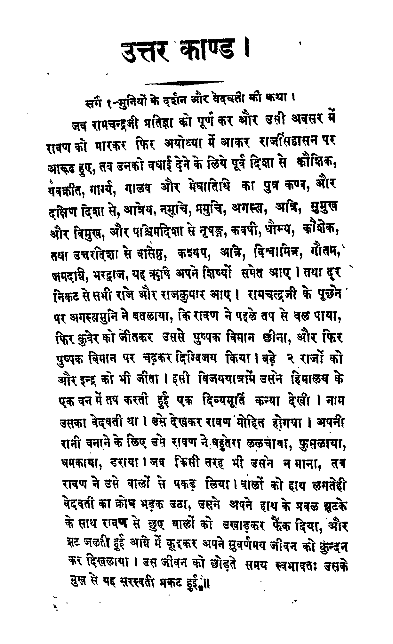 उत्तर काण्ड।
सर्ग १-मुनियों के दर्शन और वेदवती की कथा।
जब रामचन्द्रजी प्रतिज्ञा को पूर्ण कर और उसी अवसर में
रावण को मारकर फिर अयोध्या में आकर राजसिंहासन पर
आरूढ हुए, तब उनको बधाई देने के लिये पूर्व दिशा से कौशिक,
यवक्रीत, गार्ग्य, गालव और मेधातिथि का पुत्र कण्व, और
दक्षिण दिशा से, आत्रेय, नमुचि, प्रमुचि, अगस्त्य, अत्रि, सुमुख
और विमुख, और पश्चिमदिशा से नृषङ्गु, कवषी, धौम्य, कौशेक,
तथा उत्तरदिशा से वसिष्ठ, कश्यप, अत्रि, विश्वामित्र, गौतम,
जमदग्नि, भरद्वाज, यह ऋषि अपने शिष्यों समेत आए। तथा दूर
निकट से सभी राजे और राजकुमार आए। रामचन्द्रजी के पूछने
पर अगस्त्यमुनि ने बतलाया, कि रावण ने पहले तप से बल पाया,
फिर कुबेर को जीतकर उससे पुष्पक विमान छीना, और फिर
पुष्पक विमान पर चढ़कर दिग्विजय किया। बड़े २ राजों को
और इन्द्र को भी जीता। इसी विजययात्रामें उसने हिमालय के
एक वन में तप करती हुई एक दिव्यमूर्ति कन्या देखी। नाम
उसका वेदवती था। उसे देखकर रावण मोहित होगया। अपनी
रानी बनाने के लिए उसे रावण ने बहुतेरा ललचाया, फुसलाया,
धमकाया, डराया। जब किसी तरह भी उसने न माना, तब
रावण ने उसे बालों से पकड़ लिया। बालों को हाथ लगतेही
वेदवती का क्रोध भड़क उठा, उसने अपने हाथ के प्रबल झटके
के साथ रावण से छुए बालों को उखाड़कर फैंक दिया, और
झट जलती हुई अग्नि में कूदकर अपने सुवर्णमय जीवन को कुन्दन
कर दिखलाया। उस जीवन को छोड़ते समय स्वभावतः उसके
मुख से यह सरस्वती प्रकट हुई॥